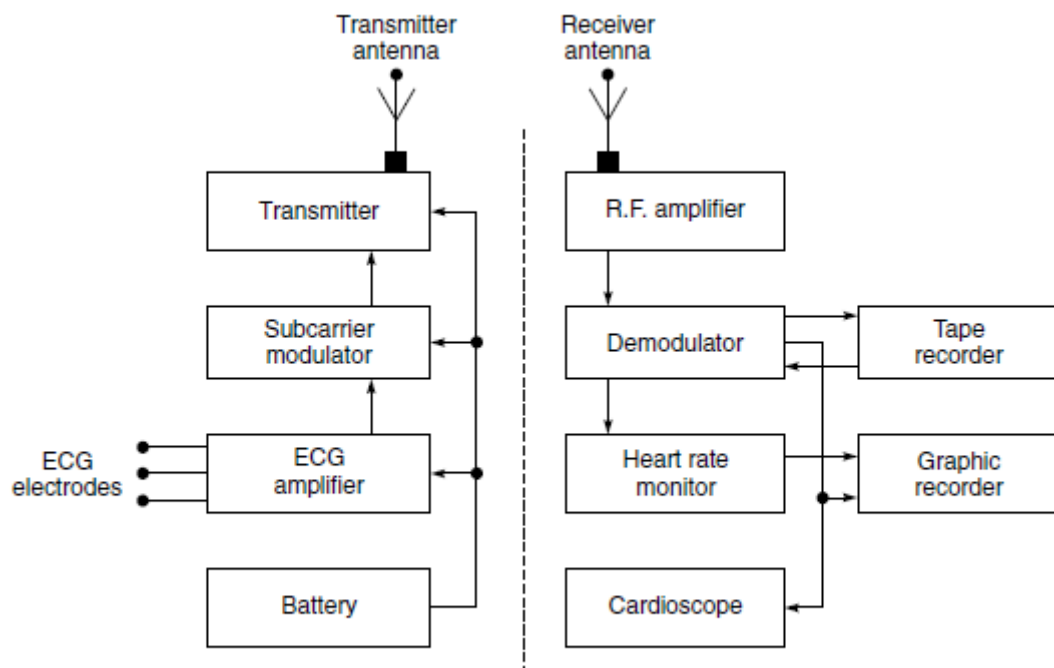 Transmitter
antenna
Receiver
antenna
Transmitter
R.F. amplifier
Subcarrier
modulator
Demodulator
Tape
recorder
ECG
electrodes
ECG
amplifier
Heart rate
monitor
Graphic
recorder
Battery
Cardioscope